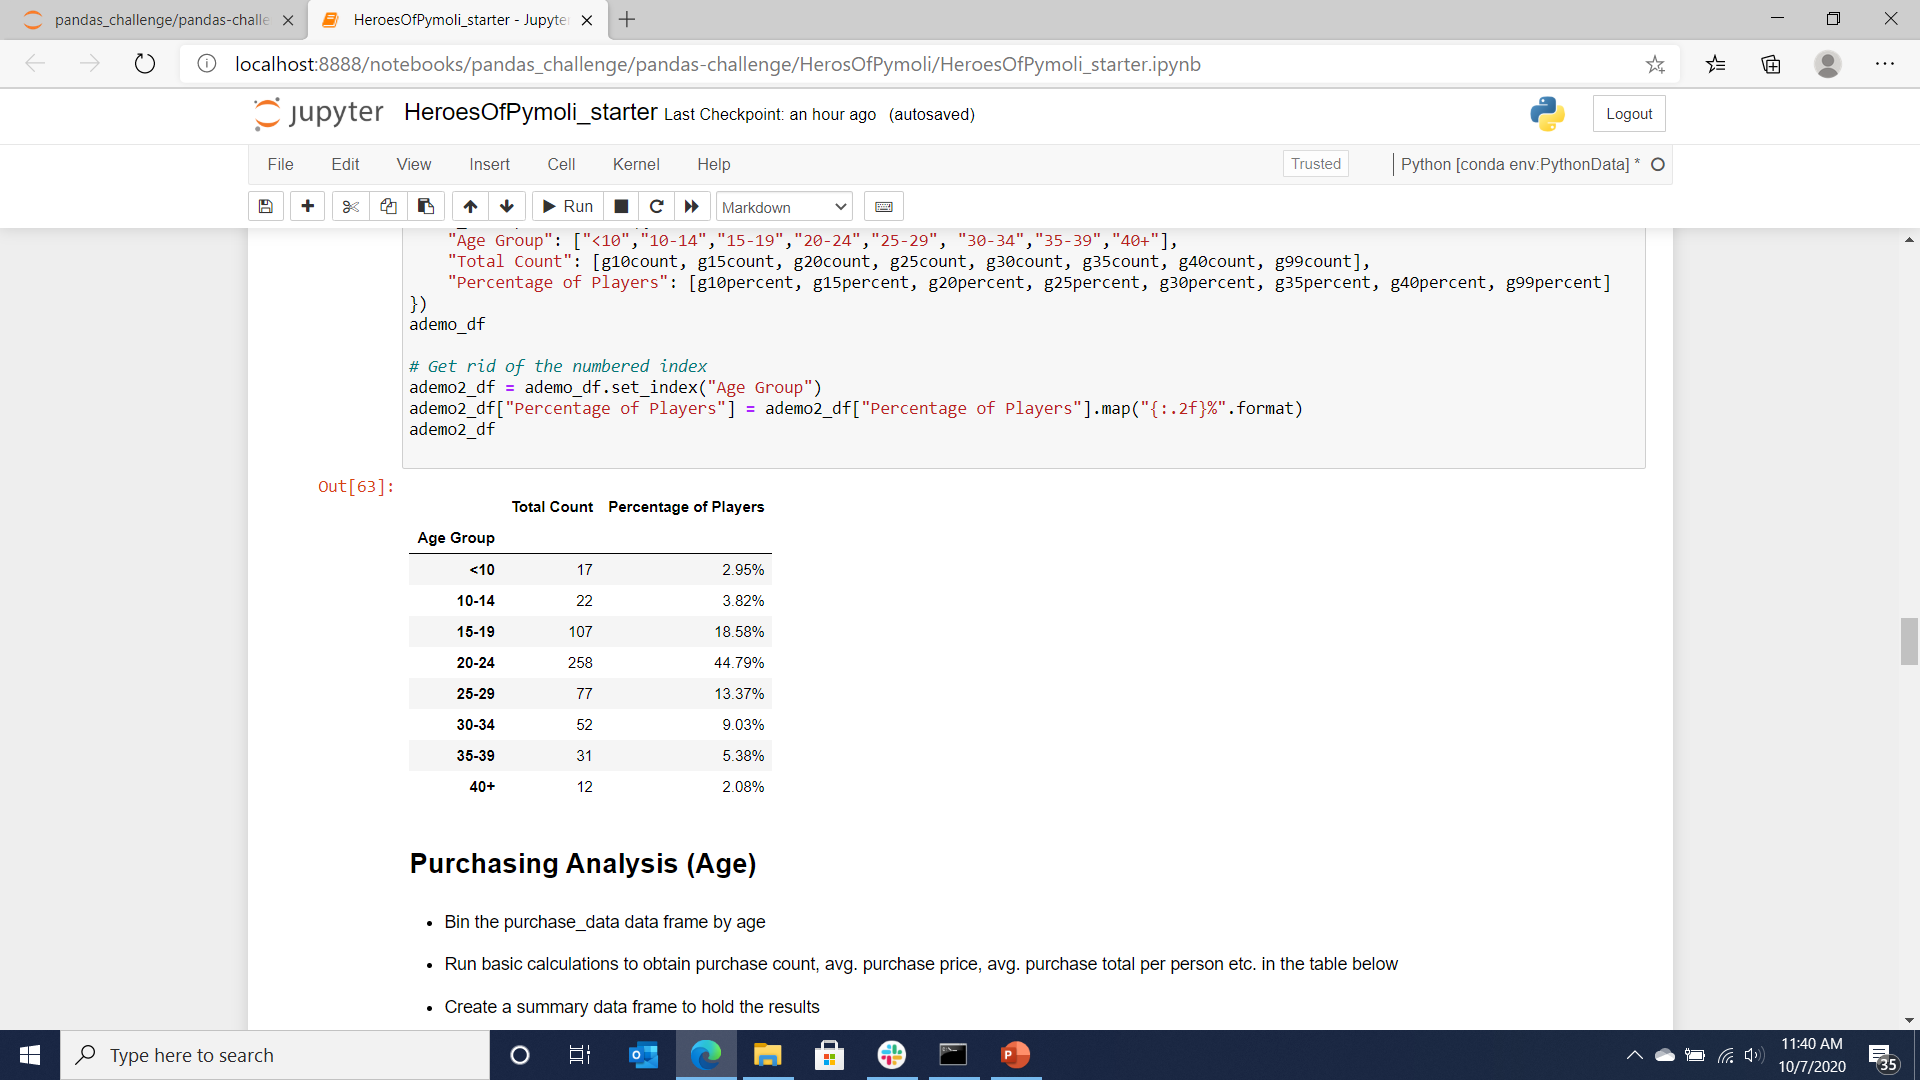 pandas_challenge/pandas-challe
HeroesOfPymoli_starter - Jupyte
localhost:8888/notebooks/pandas_challenge/pandas-challenge/HerosOfPymoli/HeroesOfPymoli_starter.ipynb
jupyter HeroesOfPymoli_starter Last Checkpoint: an hour ago (autosaved)
Logout
File Edit View Insert Cell Kernel Help
Trusted
Python [conda env:PythonData] *
Run
Markdown
"Age Group": ["<10","10-14","15-19","20-24","25-29", "30-34","35-39","40+"],
"Total Count": [g10count, g15count, g20count, g25count, g30count, g35count, g40count, g99count],
"Percentage of Players": [g10percent, g15percent, g20percent, g25percent, g30percent, g35percent, g40percent, g99percent]
})
ademo_df
# Get rid of the numbered index
ademo2_df = ademo_df.set_index("Age Group")
ademo2_df["Percentage of Players"] = ademo2_df["Percentage of Players"].map("{:.2f}%".format)
ademo2_df
Out[63]:
Total Count Percentage of Players
Age Group
<10 17 2.95%
10-14 22 3.82%
15-19 107 18.58%
20-24 258 44.79%
25-29 77 13.37%
30-34 52 9.03%
35-39 31 5.38%
40+ 12 2.08%
Purchasing Analysis (Age)
• Bin the purchase_data data frame by age
• Run basic calculations to obtain purchase count, avg. purchase price, avg. purchase total per person etc. in the table below
• Create a summary data frame to hold the results
Type here to search
11:40 AM
10/7/2020
35